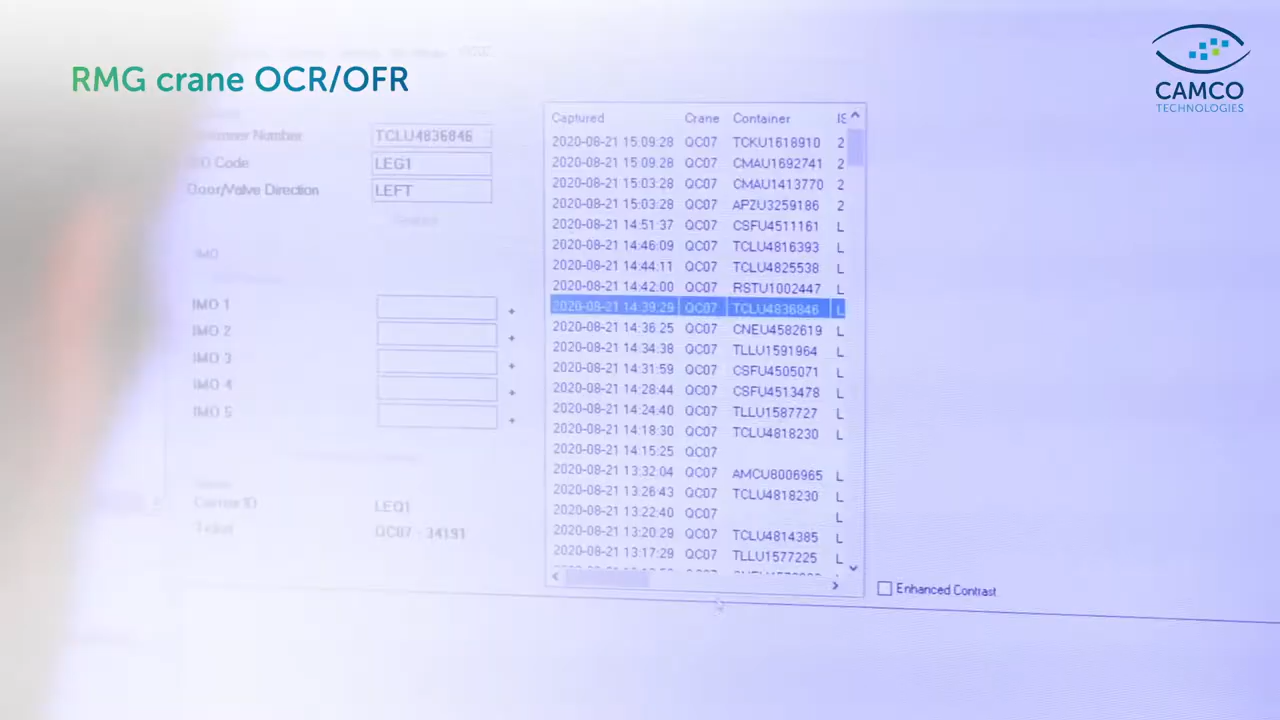 RMG crane OCR/OFR
CAMCO
TECHNOLOGIES
Number TCLU4836846
Code LEG1
Door/Valve Direction LEFT
IMO
IMO 1
IMO 2
IMO 3
IMO 4
IMO 5
LEQ1
QC07 - 34191
Captured Crane Container IS
2020-08-21 15:09:28 QC07 TCKU1618910 2
2020-08-21 15:09:28 QC07 CMAU1692741 2
2020-08-21 15:03:28 QC07 CMAU1413770 2
2020-08-21 15:03:28 QC07 APZU3259186 2
2020-08-21 14:51:37 QC07 CSFU4511161 L
2020-08-21 14:46:09 QC07 TCLU4816393 L
2020-08-21 14:44:11 QC07 TCLU4825538 L
2020-08-21 14:42:00 QC07 RSTU1002447 L
2020-08-21 14:39:29 QC07 TCLU4836846 L
2020-08-21 14:36:25 QC07 CNEU4582619 L
2020-08-21 14:34:38 QC07 TLLU1591964 L
2020-08-21 14:31:59 QC07 CSFU4505071 L
2020-08-21 14:28:44 QC07 CSFU4513478 L
2020-08-21 14:24:40 QC07 TLLU1587727 L
2020-08-21 14:18:30 QC07 TCLU4818230 L
2020-08-21 14:15:25 QC07
2020-08-21 13:32:04 QC07 AMCU8006965 L
2020-08-21 13:26:43 QC07 TCLU4818230 L
2020-08-21 13:22:40 QC07 L
2020-08-21 13:20:29 QC07 TCLU4814385 L
2020-08-21 13:17:29 QC07 TLLU1577225 L
Enhanced Contrast